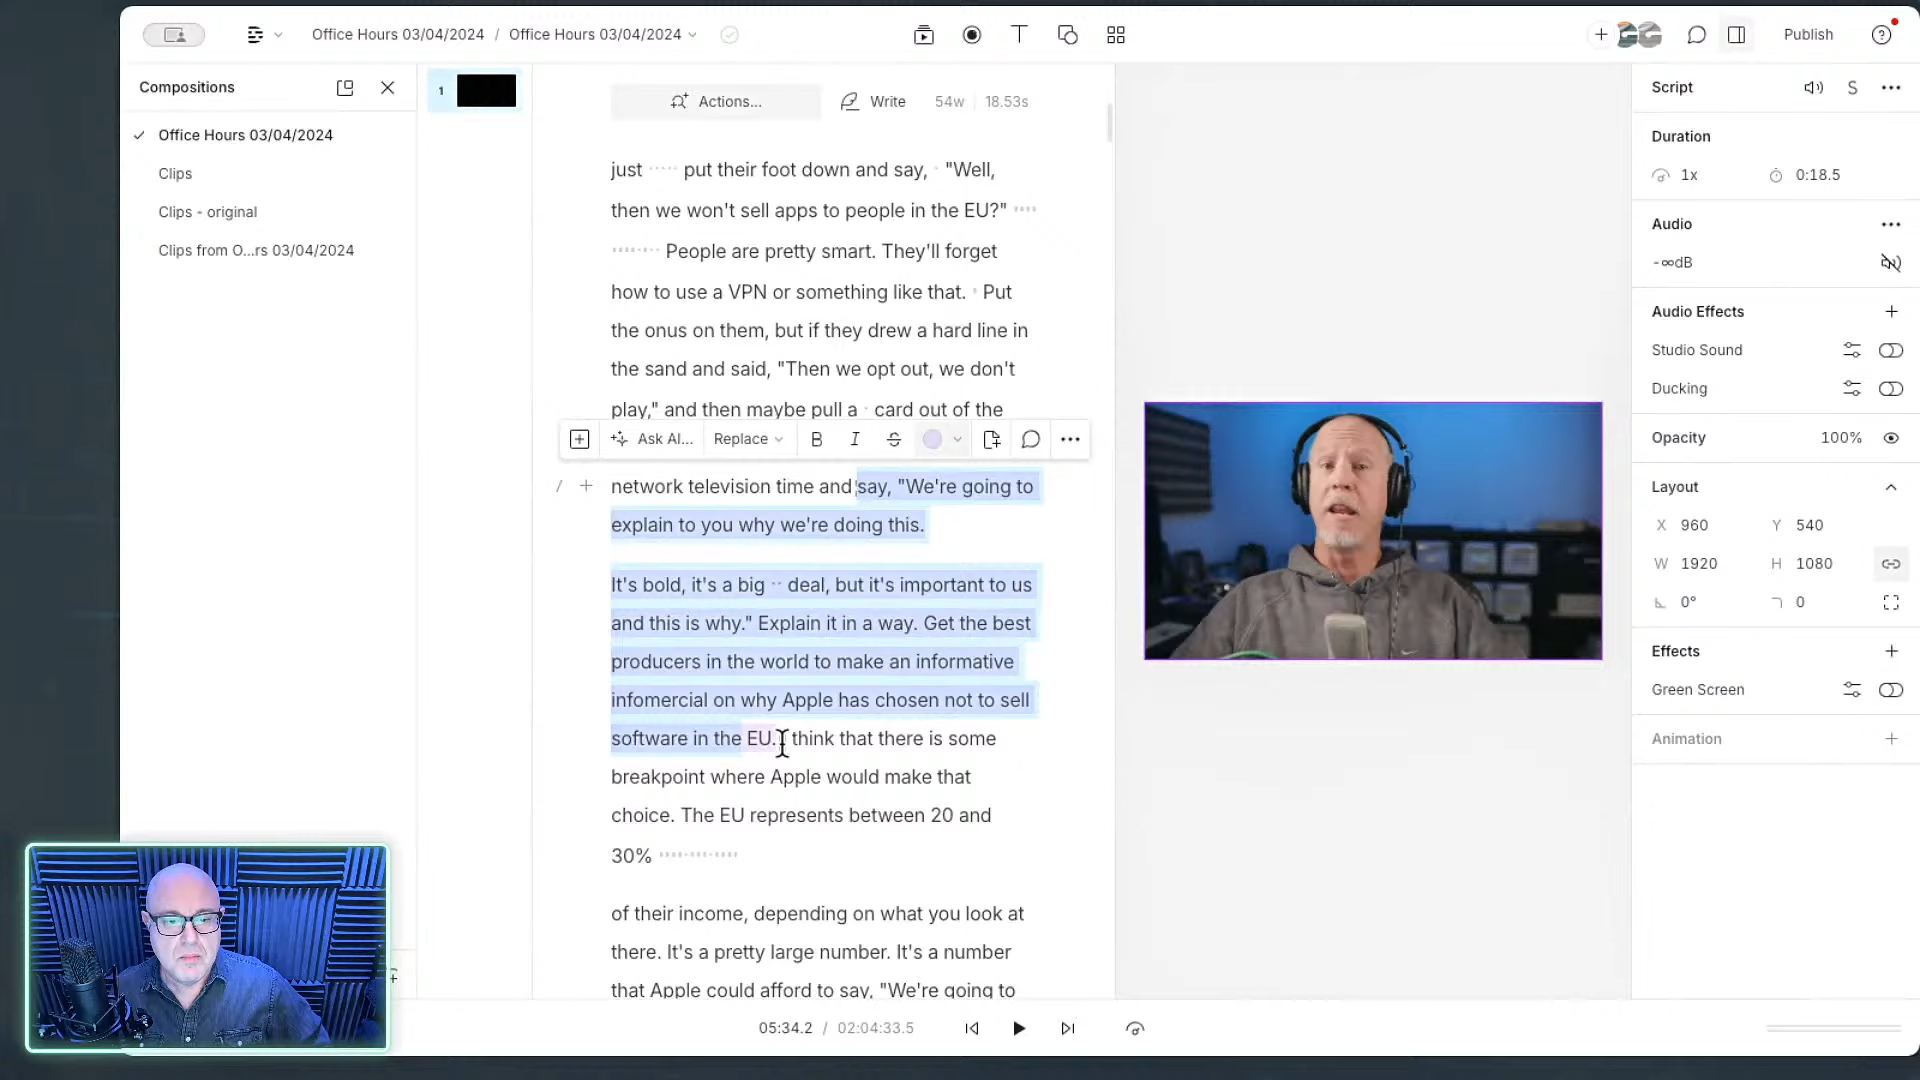 Office Hours 03/04/2024 / Office Hours 03/04/2024
Publish
Compositions
Office Hours 03/04/2024
Clips
Clips - original
Clips from O...rs 03/04/2024
1
Actions...
Write
54w
18.53s
just put their foot down and say, "Well,
then we won't sell apps to people in the EU?"
People are pretty smart. They'll forget
how to use a VPN or something like that. Put
the onus on them, but if they drew a hard line in
the sand and said, "Then we opt out, we don't
play," and then maybe pull a card out of the
Ask AI...
Replace
B
I
S
/ +
network television time and say, "We're going to
explain to you why we're doing this.
It's bold, it's a big deal, but it's important to us
and this is why." Explain it in a way. Get the best
producers in the world to make an informative
infomercial on why Apple has chosen not to sell
software in the EU. think that there is some
breakpoint where Apple would make that
choice. The EU represents between 20 and
30%
of their income, depending on what you look at
there. It's a pretty large number. It's a number
that Apple could afford to say, "We're going to
05:34.2 / 02:04:33.5
Script
S
Duration
1x
0:18.5
Audio
-∞dB
Audio Effects
Studio Sound
Ducking
Opacity
100%
Layout
X 960
Y 540
W 1920
H 1080
0°
0
Effects
Green Screen
Animation